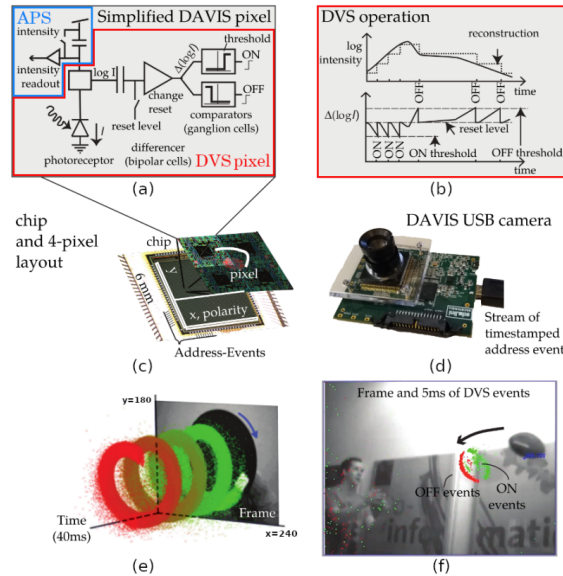 APS
Simplified DAVIS pixel
intensity
intensity
readout
log I
Δ(logI)
threshold
ON
OFF
change
reset
reset level
comparators
(ganglion cells)
I
photoreceptor
differencer
(bipolar cells)
DVS pixel
(a)
DVS operation
log
intensity
reconstruction
time
OFF
OFF
OFF
Δ(logI)
reset level
ON
ON
ON
ON threshold
OFF threshold
time
(b)
chip
and 4-pixel
layout
chip
pixel
y
x, polarity
6 mm
Address-Events
(c)
DAVIS USB camera
Stream of
timestamped
address event
(d)
y=180
Time
(40ms)
Frame
x=240
(e)
Frame and 5ms of DVS events
OFF events
ON
events
(f)